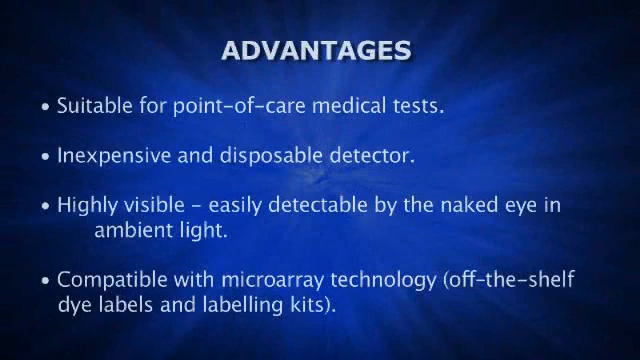 ADVANTAGES
• Suitable for point-of-care medical tests.
• Inexpensive and disposable detector.
• Highly visible - easily detectable by the naked eye in
ambient light.
• Compatible with microarray technology (off-the-shelf
dye labels and labelling kits).